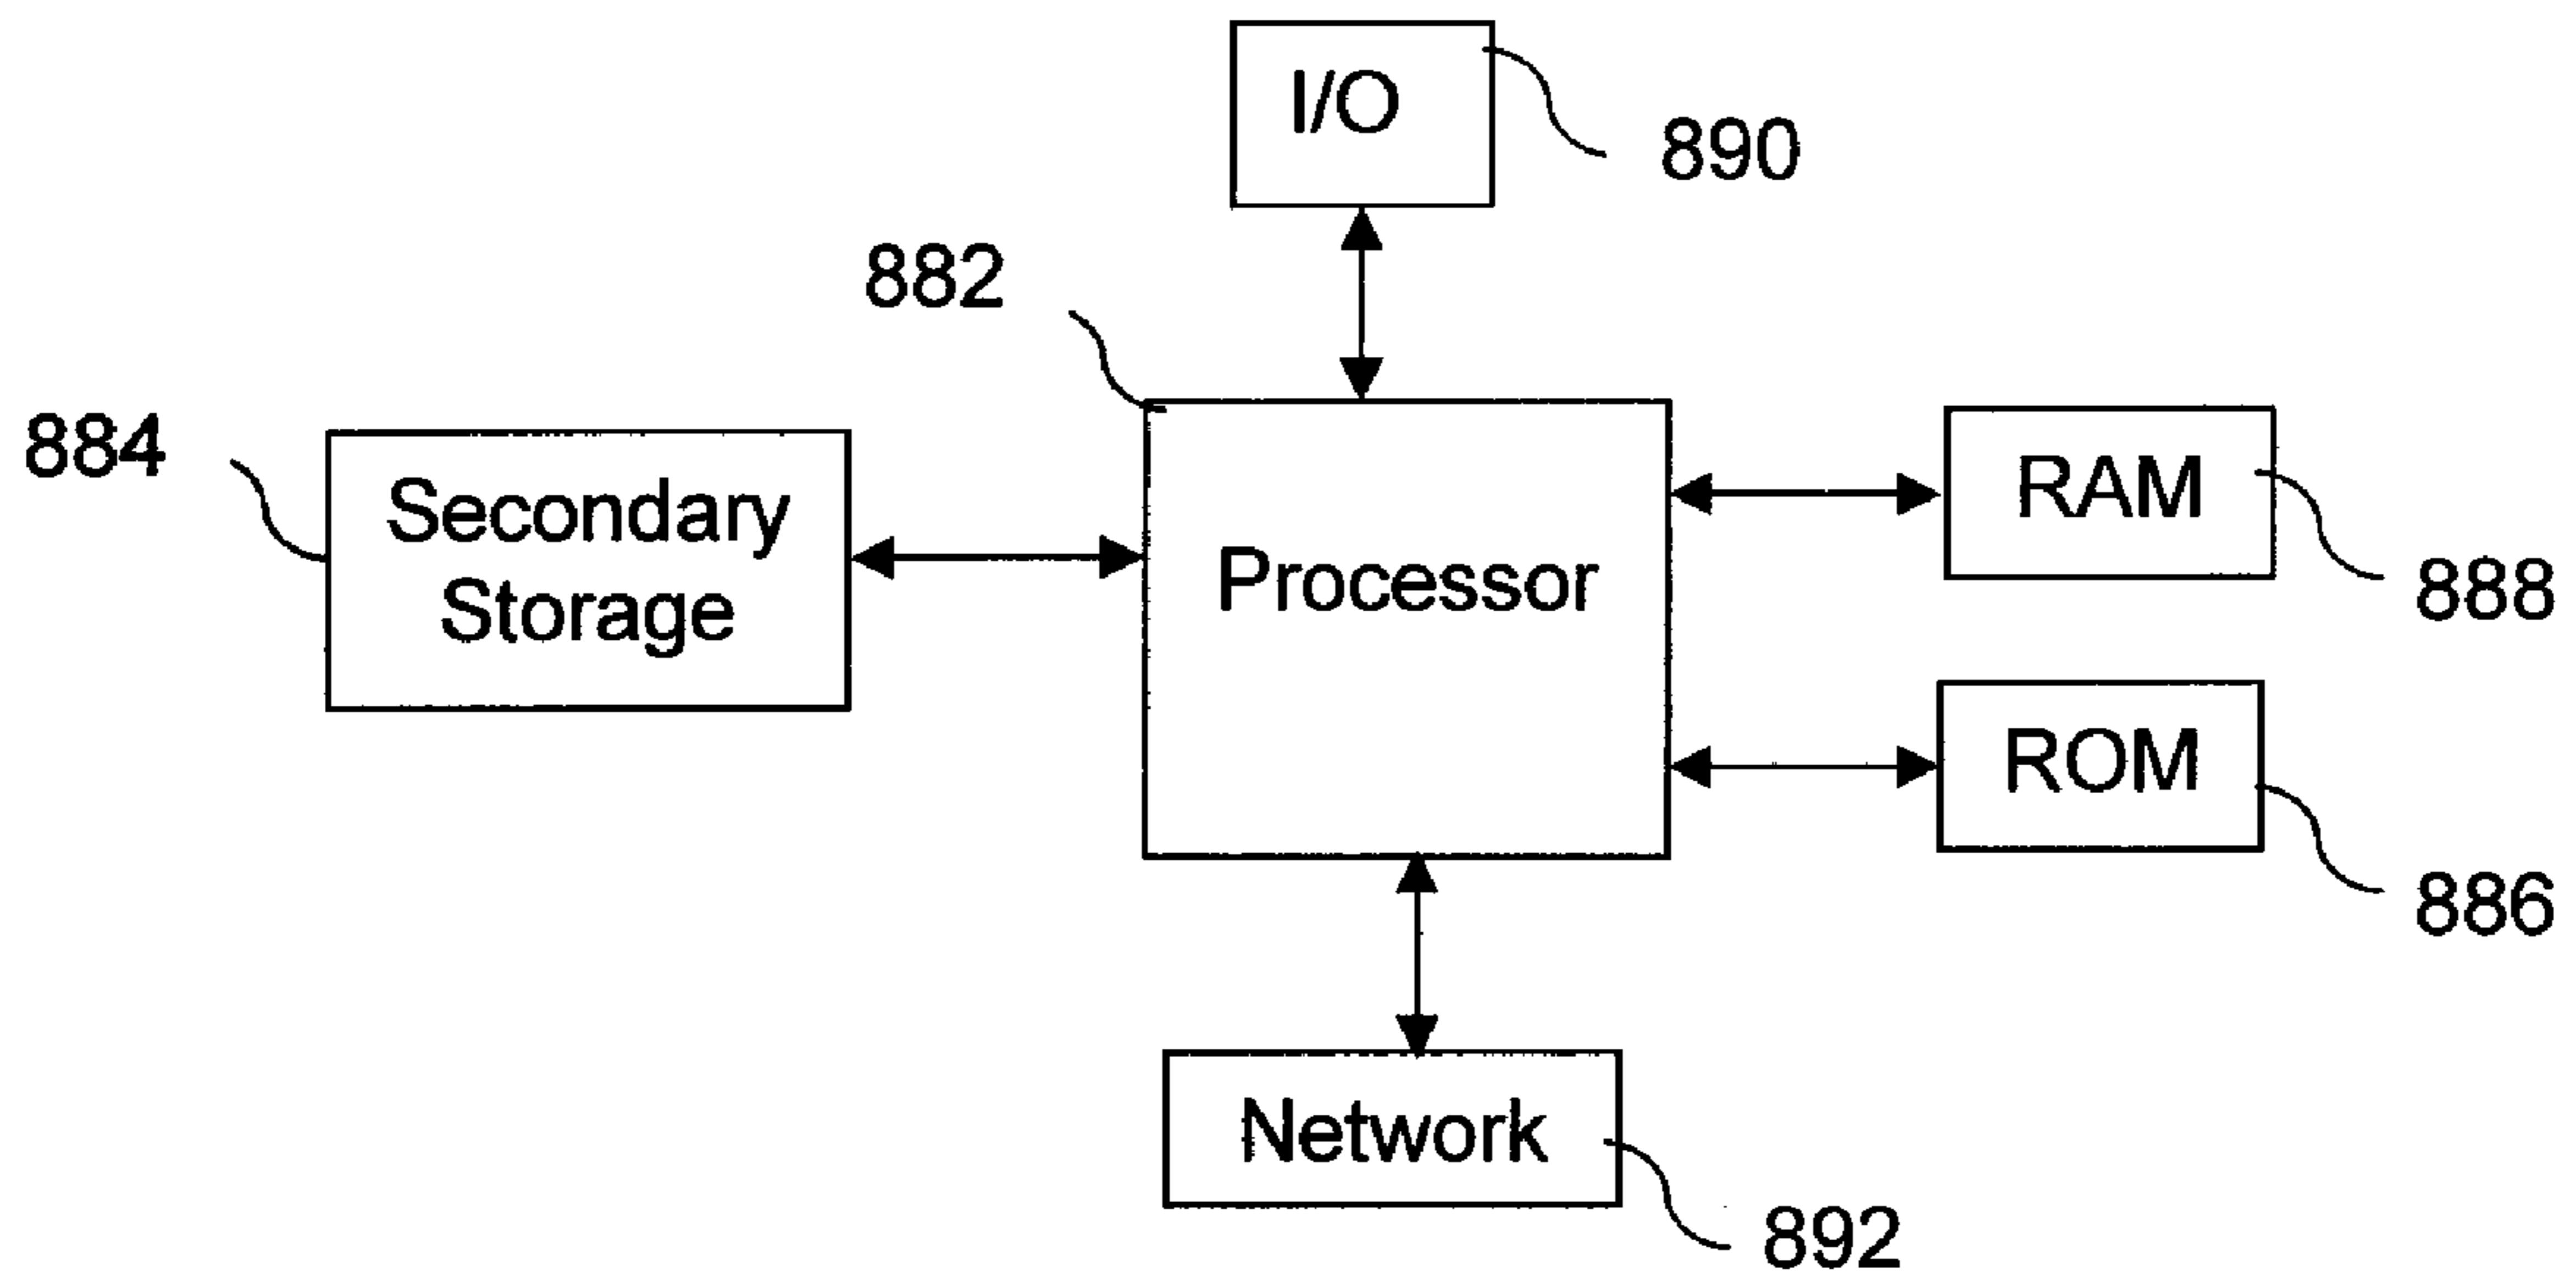 I/O
890
882
884
Secondary
Storage
Processor
RAM
888
ROM
886
Network
892